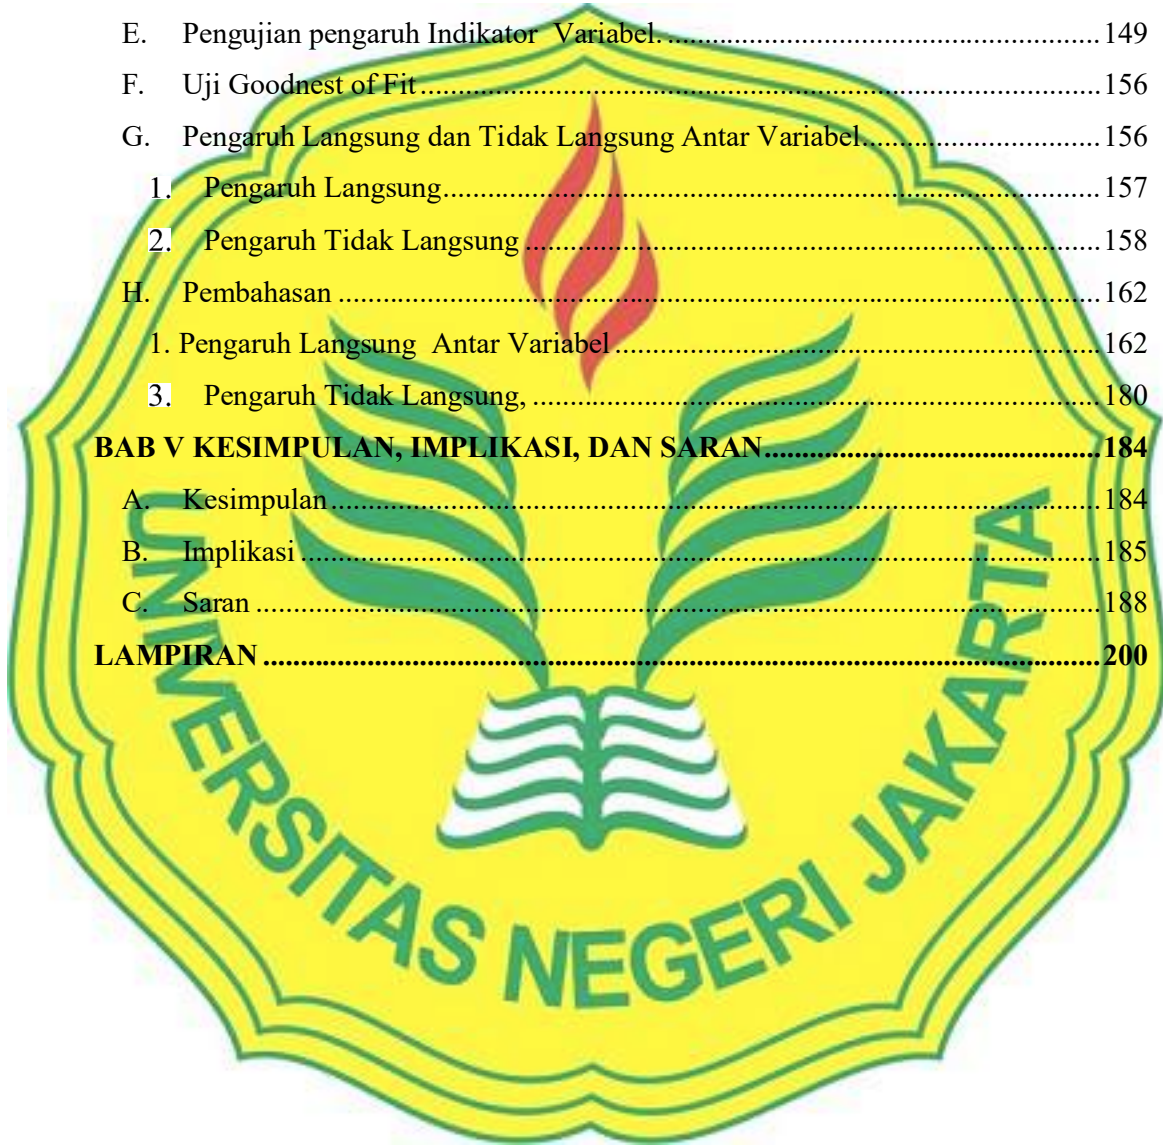 E. Pengujian pengaruh Indikator  Variabel. ........................................................ 149
F. Uji Goodnest of Fit ........................................................................................ 156
G. Pengaruh Langsung dan Tidak Langsung Antar Variabel............................... 156
1. Pengaruh Langsung..................................................................................... 157
2. Pengaruh Tidak Langsung ........................................................................... 158
H. Pembahasan ................................................................................................. 162
1. Pengaruh Langsung  Antar Variabel ............................................................... 162
3. Pengaruh Tidak Langsung, .......................................................................... 180
BAB V KESIMPULAN, IMPLIKASI, DAN SARAN............................................ 184
A. Kesimpulan.................................................................................................... 184
B. Implikasi ........................................................................................................ 185
C. Saran ............................................................................................................. 188
LAMPIRAN ............................................................................................................. 200
UNIVERSITAS NEGERI JAKARTA